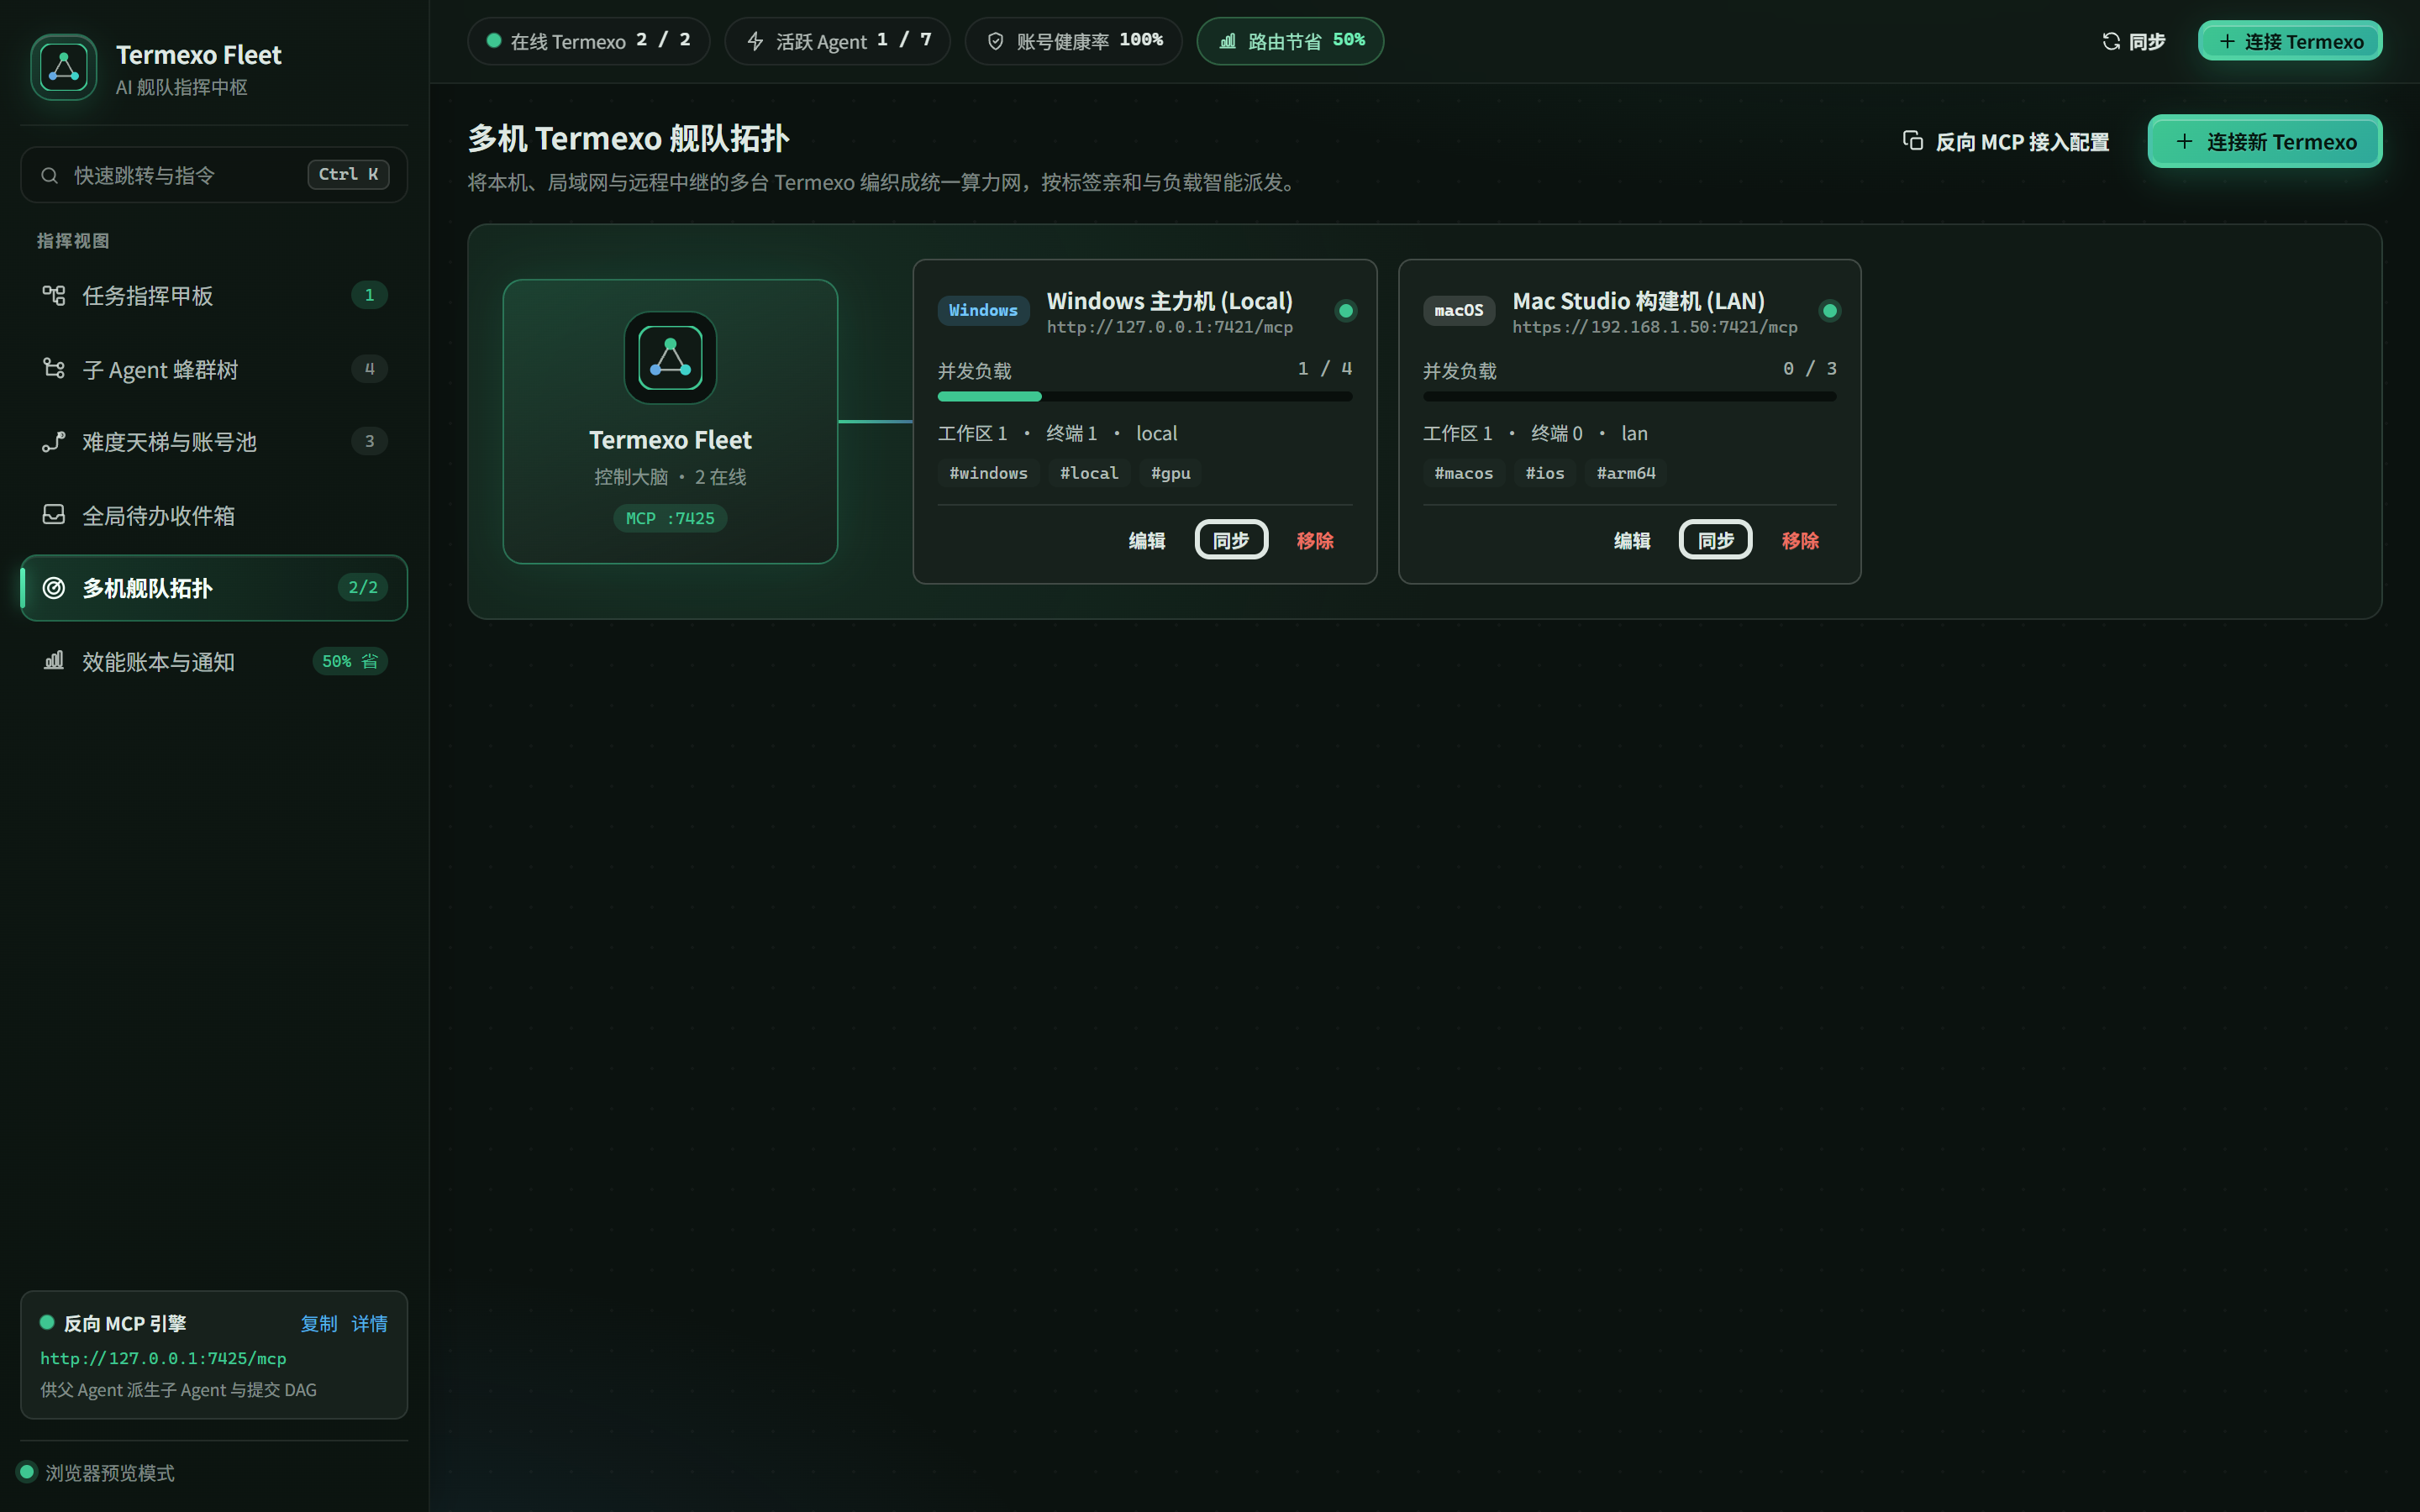 Termexo Fleet
AI 舰队指挥中枢
快速跳转与指令 Ctrl K
指挥视图
任务指挥甲板 1
子 Agent 蜂群树 4
难度天梯与账号池 3
全局待办收件箱
多机舰队拓扑 2/2
效能账本与通知 50% 省
反向 MCP 引擎 复制 详情
http://127.0.0.1:7425/mcp
供父 Agent 派生子 Agent 与提交 DAG
浏览器预览模式
在线 Termexo 2 / 2 活跃 Agent 1 / 7 账号健康率 100% 路由节省 50% 同步 + 连接 Termexo
多机 Termexo 舰队拓扑
将本机、局域网与远程中继的多台 Termexo 编织成统一算力网，按标签亲和与负载智能派发。
反向 MCP 接入配置 + 连接新 Termexo
Termexo Fleet
控制大脑 • 2 在线
MCP :7425
Windows Windows 主力机 (Local)
http://127.0.0.1:7421/mcp
并发负载 1 / 4
工作区 1 • 终端 1 • local
#windows #local #gpu
编辑 同步 移除
macOS Mac Studio 构建机 (LAN)
https://192.168.1.50:7421/mcp
并发负载 0 / 3
工作区 1 • 终端 0 • lan
#macos #ios #arm64
编辑 同步 移除